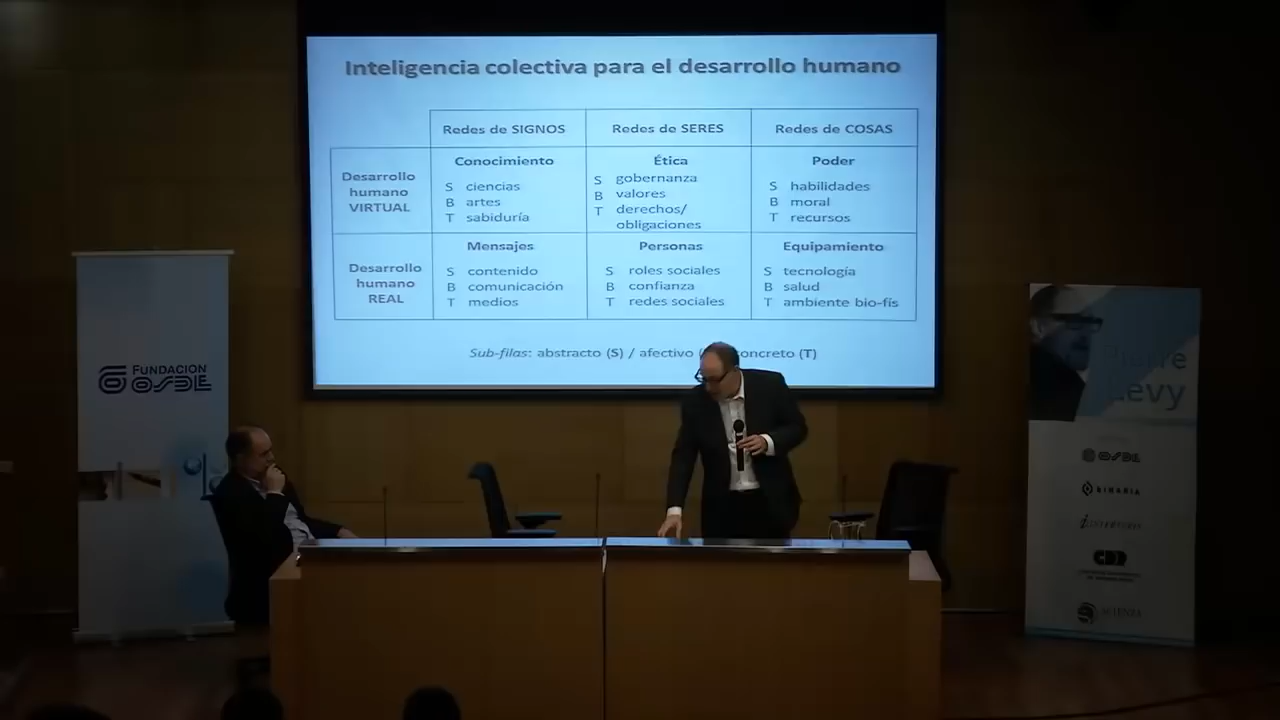 Inteligencia colectiva para el desarrollo humano
Redes de SIGNOS
Redes de SERES
Redes de COSAS
Desarrollo
humano
VIRTUAL
Conocimiento
S ciencias
B artes
T sabiduría
Ética
S gobernanza
B valores
T derechos/
obligaciones
Poder
S habilidades
B moral
T recursos
Desarrollo
humano
REAL
Mensajes
S contenido
B comunicación
T medios
Personas
S roles sociales
B confianza
T redes sociales
Equipamiento
S tecnología
B salud
T ambiente bio-fís
Sub-filas: abstracto (S) / afectivo ( oncreto (T)
FUNDACION
OSDE
Pierre
Levy
OSDE